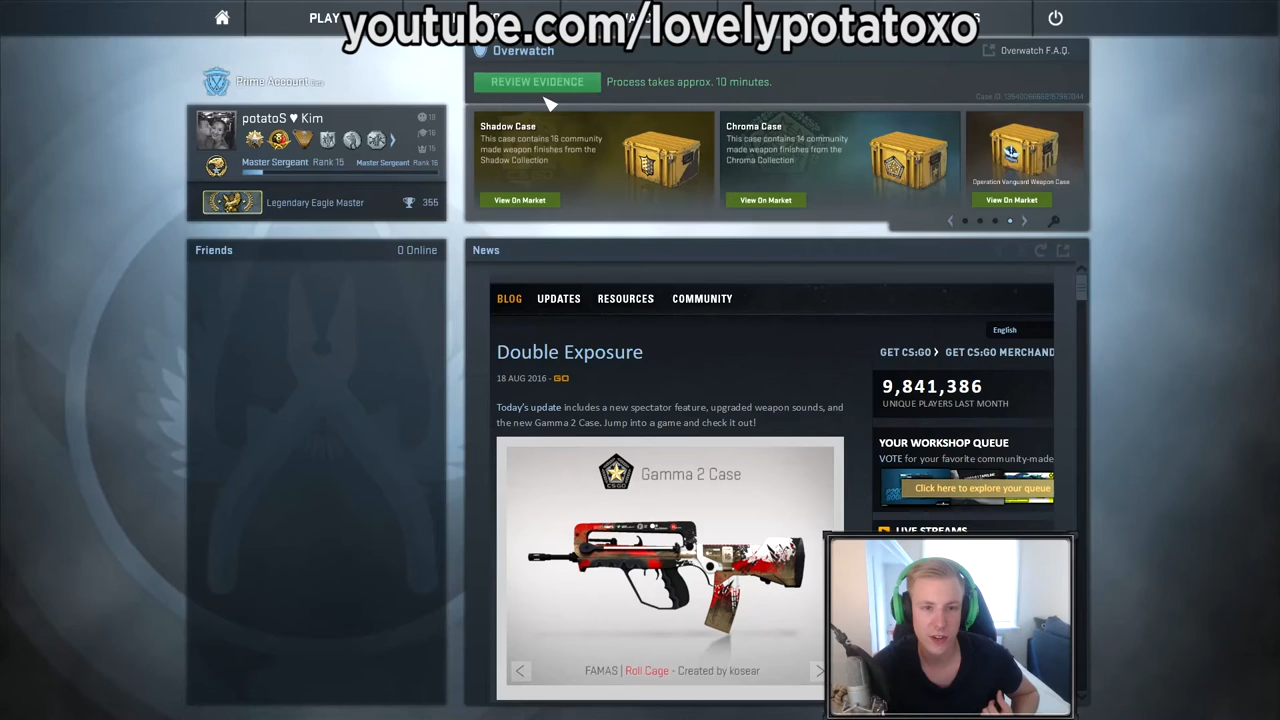 PLAY
youtube.com/lovelypotatoxo
Overwatch
Overwatch F.A.Q.
Prime Account
REVIEW EVIDENCE
Process takes approx. 10 minutes.
potatoS ♥ Kim
18
16
15
Master Sergeant Rank 15
Master Sergeant Rank 16
Legendary Eagle Master
355
Shadow Case
This case contains 16 community
made weapon finishes from the
Shadow Collection
View On Market
Chroma Case
This case contains 14 community
made weapon finishes from the
Chroma Collection
View On Market
Operation Vanguard Weapon Case
View On Market
Friends
0 Online
News
BLOG UPDATES RESOURCES COMMUNITY
English
Double Exposure
18 AUG 2016 - GO
GET CS:GO GET CS:GO MERCHAND
9,841,386
UNIQUE PLAYERS LAST MONTH
Today's update includes a new spectator feature, upgraded weapon sounds, and
the new Gamma 2 Case. Jump into a game and check it out!
YOUR WORKSHOP QUEUE
VOTE for your favorite community-made
Click here to explore your queue
LIVE STREAMS
CS:GO
Gamma 2 Case
FAMAS | Roll Cage - Created by kosear